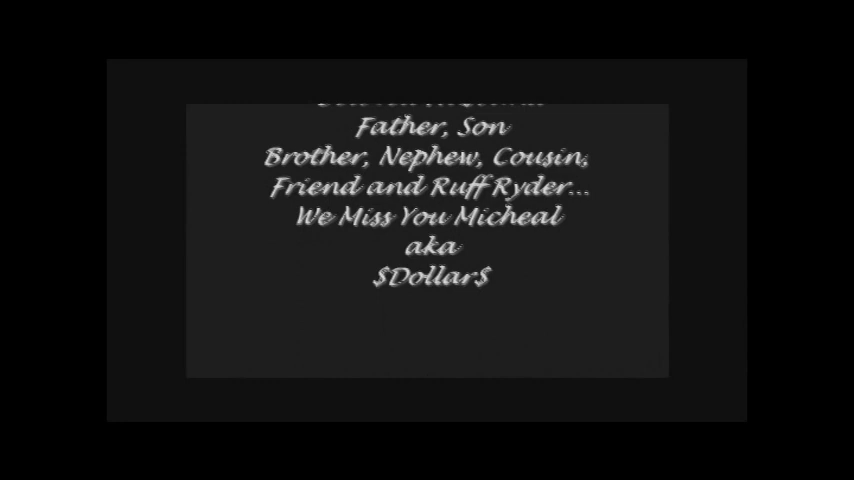 Father, Son
Brother, Nephew, Cousin,
Friend and Ruff Ryder...
We Miss You Micheal
aka
$Dollar$